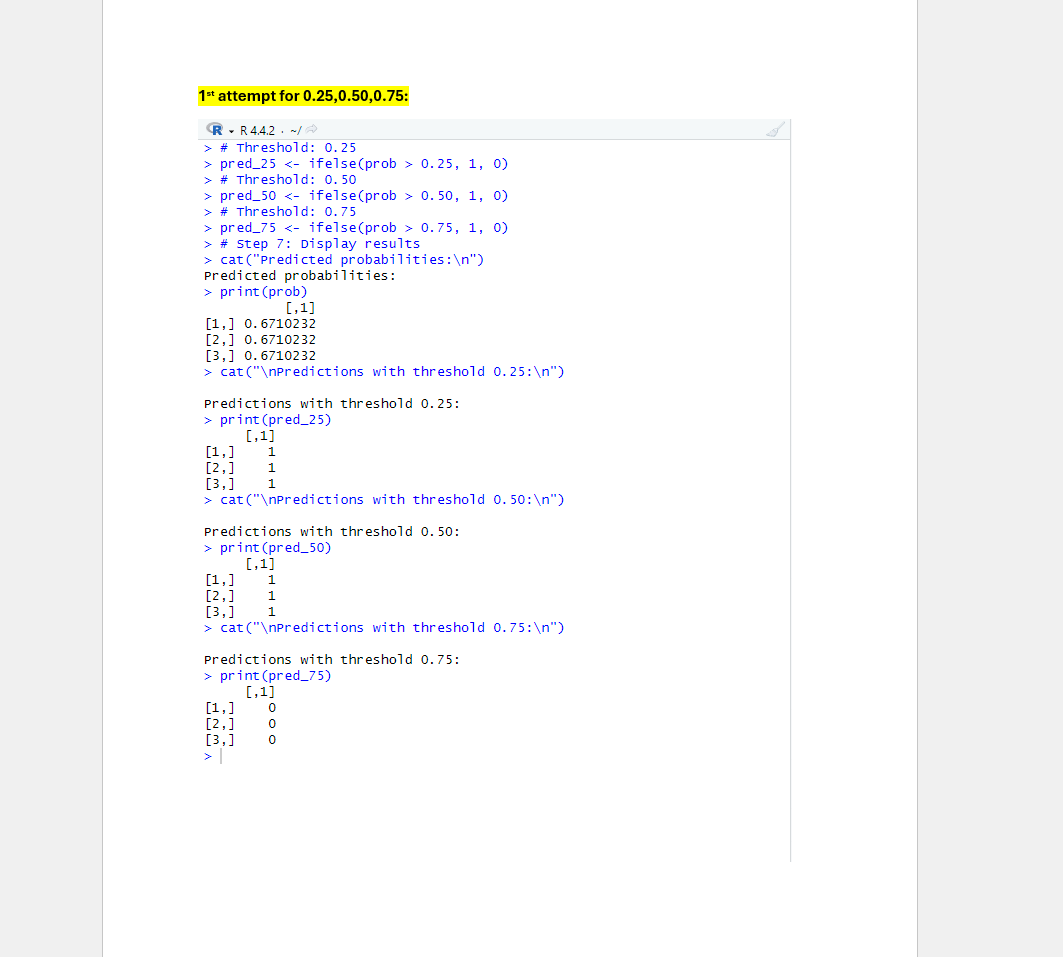 1st attempt for 0.25,0.50,0.75:
R 4.4.2 · ~/
> # Threshold: 0.25
> pred_25 <- ifelse(prob > 0.25, 1, 0)
> # Threshold: 0.50
> pred_50 <- ifelse(prob > 0.50, 1, 0)
> # Threshold: 0.75
> pred_75 <- ifelse(prob > 0.75, 1, 0)
> # Step 7: Display results
> cat("Predicted probabilities:\n")
Predicted probabilities:
> print(prob)
          [,1]
[1,] 0.6710232
[2,] 0.6710232
[3,] 0.6710232
> cat("\nPredictions with threshold 0.25:\n")
Predictions with threshold 0.25:
> print(pred_25)
     [,1]
[1,]    1
[2,]    1
[3,]    1
> cat("\nPredictions with threshold 0.50:\n")
Predictions with threshold 0.50:
> print(pred_50)
     [,1]
[1,]    1
[2,]    1
[3,]    1
> cat("\nPredictions with threshold 0.75:\n")
Predictions with threshold 0.75:
> print(pred_75)
     [,1]
[1,]    0
[2,]    0
[3,]    0
>